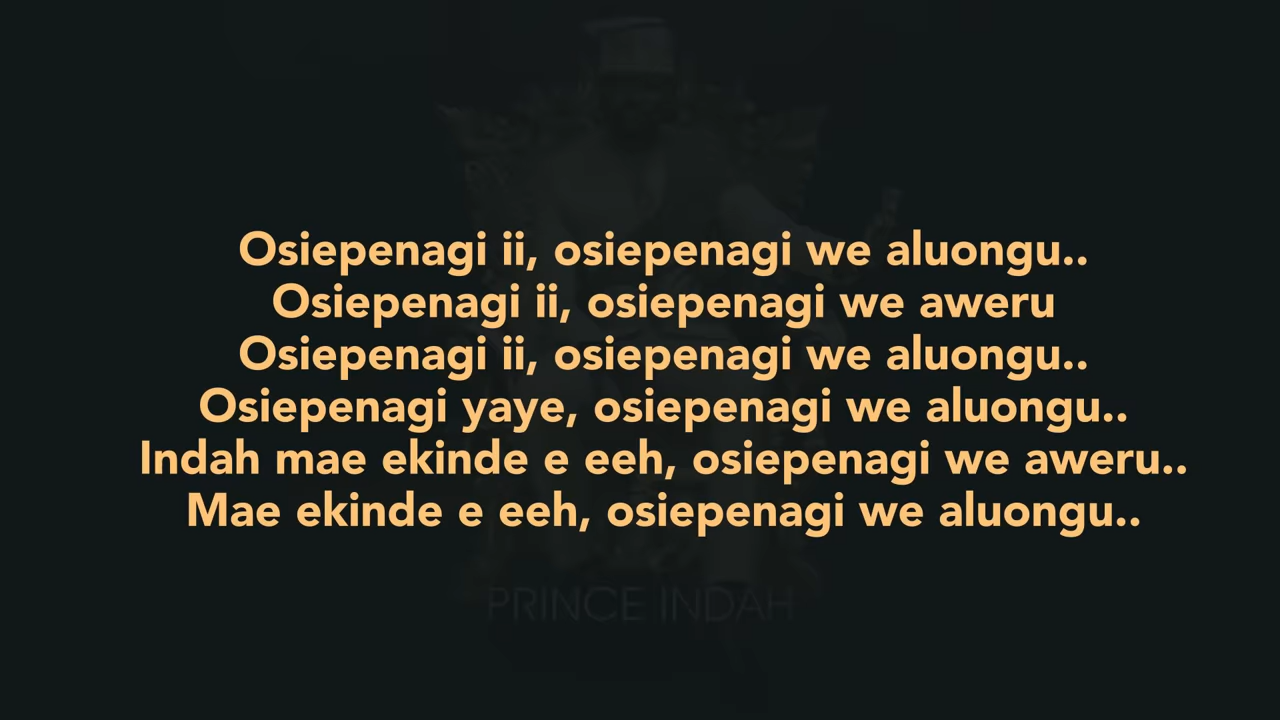 Osiepenagi ii, osiepenagi we aluongu..
Osiepenagi ii, osiepenagi we aweru
Osiepenagi ii, osiepenagi we aluongu..
Osiepenagi yaye, osiepenagi we aluongu..
Indah mae ekinde e eeh, osiepenagi we aweru..
Mae ekinde e eeh, osiepenagi we aluongu..
PRINCE INDAH